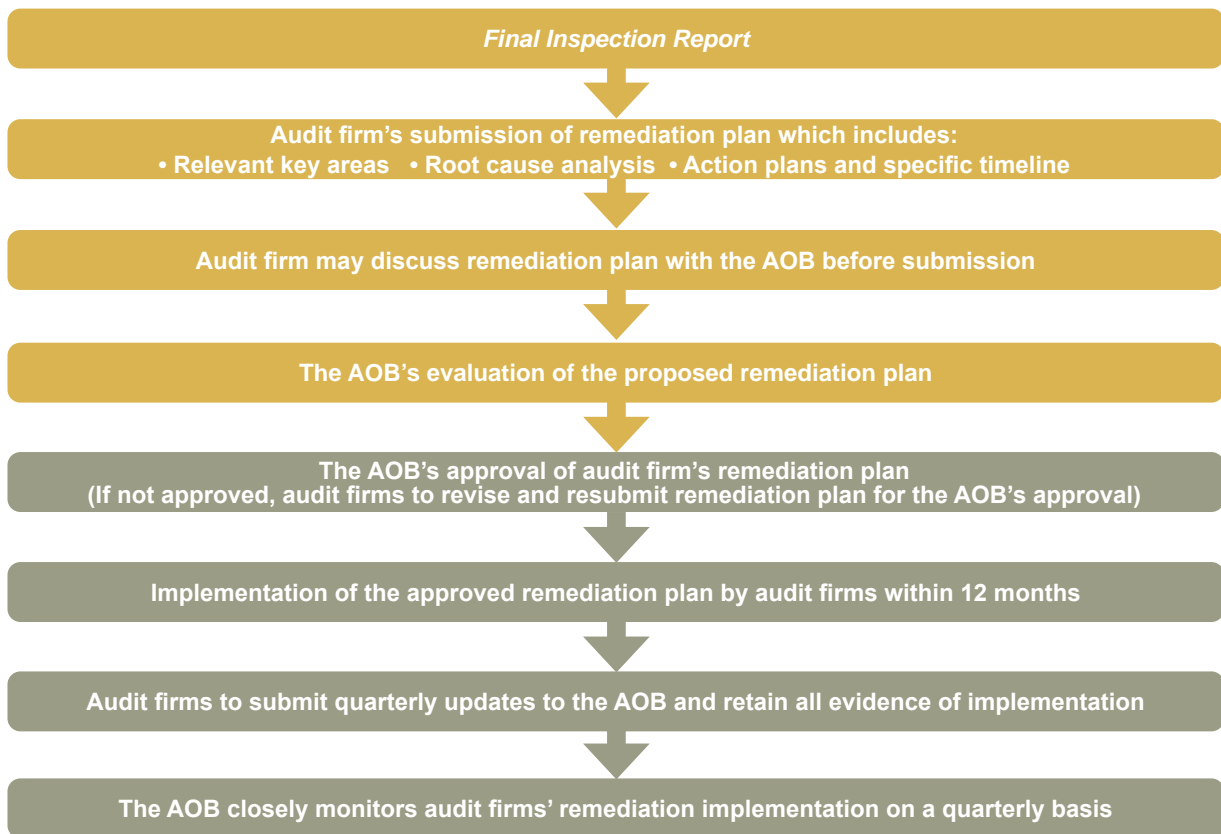 Final Inspection Report
Audit firm’s submission of remediation plan which includes:
• Relevant key areas • Root cause analysis • Action plans and specific timeline
Audit firm may discuss remediation plan with the AOB before submission
The AOB’s evaluation of the proposed remediation plan
The AOB’s approval of audit firm’s remediation plan
(If not approved, audit firms to revise and resubmit remediation plan for the AOB’s approval)
Implementation of the approved remediation plan by audit firms within 12 months
Audit firms to submit quarterly updates to the AOB and retain all evidence of implementation
The AOB closely monitors audit firms’ remediation implementation on a quarterly basis